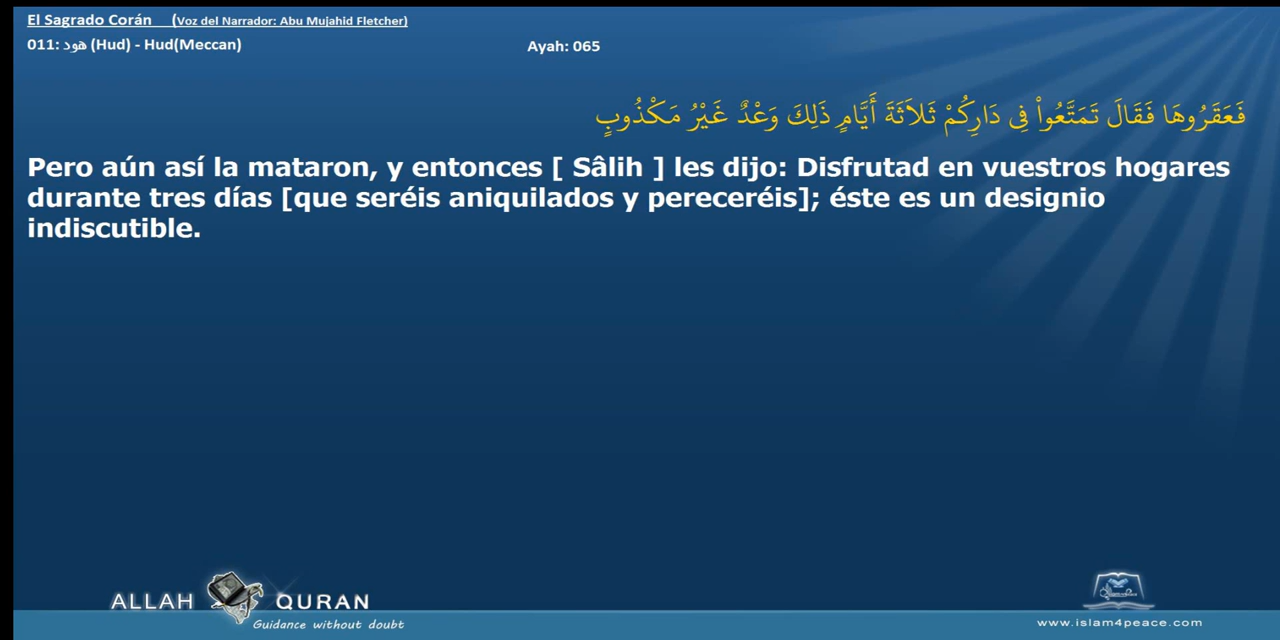 El Sagrado Corán (Voz del Narrador: Abu Mujahid Fletcher)
011: هود (Hud) - Hud(Meccan) Ayah: 065
فَعَقَرُوهَا فَقَالَ تَمَتَّعُواْ فِى دَارِكُمْ ثَلاَثَةَ أَيَّامٍ ذَلِكَ وَعْدٌ غَيْرُ مَكْذُوبٍ
Pero aún así la mataron, y entonces [ Sâlih ] les dijo: Disfrutad en vuestros hogares
durante tres días [que seréis aniquilados y pereceréis]; éste es un designio
indiscutible.
ALLAH QURAN
Guidance without doubt
www.islam4peace.com